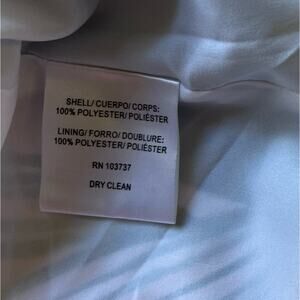 SHELL/ CUERPO/ CORPS:
100% POLYESTER/ POLIÉSTER
LINING/ FORRO/ DOUBLURE:
100% POLYESTER/ POLIÉSTER
RN 103737
DRY CLEAN